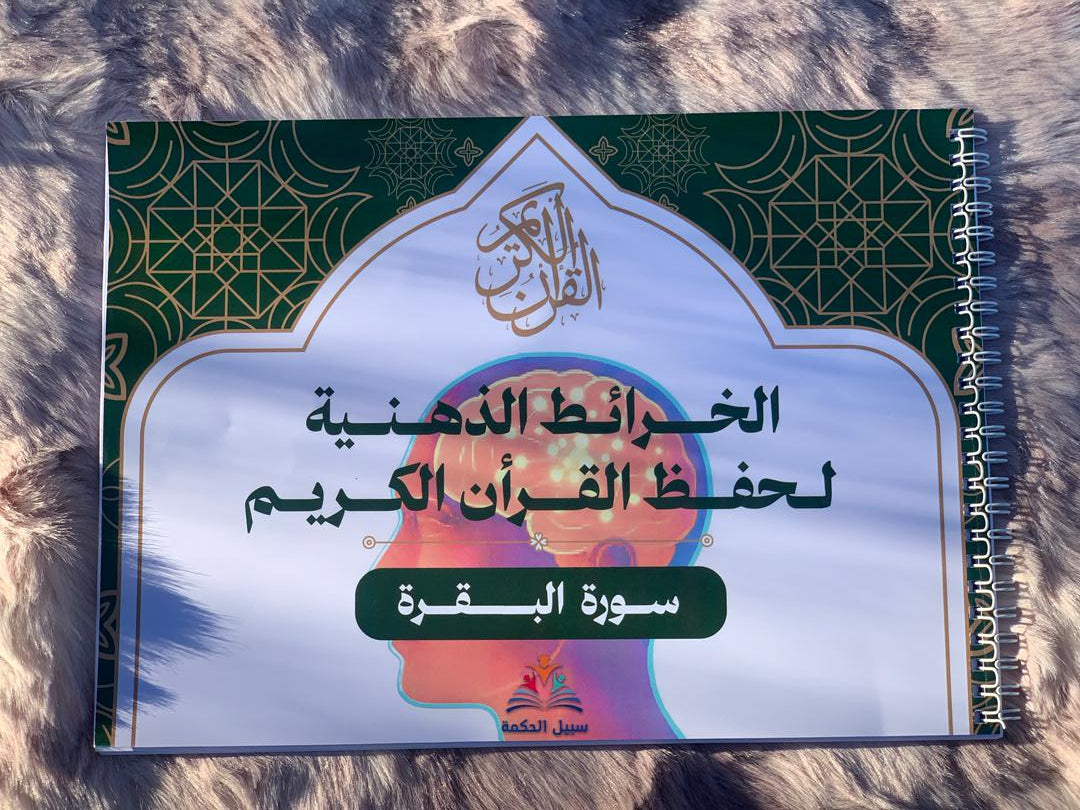 القرآن الكريم
الخرائط الذهنية
لحفظ القرأن الكريم
سورة البقرة
سبيل الحكمة